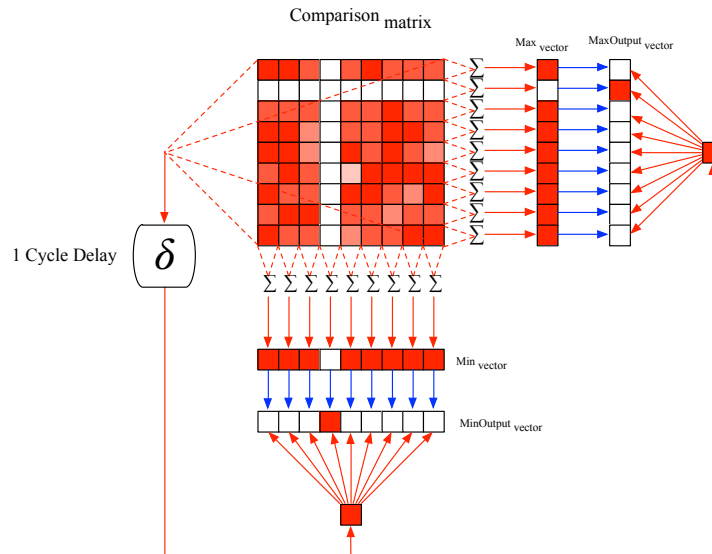 Comparison matrix
Max vector
MaxOutput vector
Σ
Σ
Σ
Σ
Σ
Σ
Σ
Σ
Σ
1 Cycle Delay
δ
Σ Σ Σ Σ Σ Σ Σ Σ Σ
Min vector
MinOutput vector